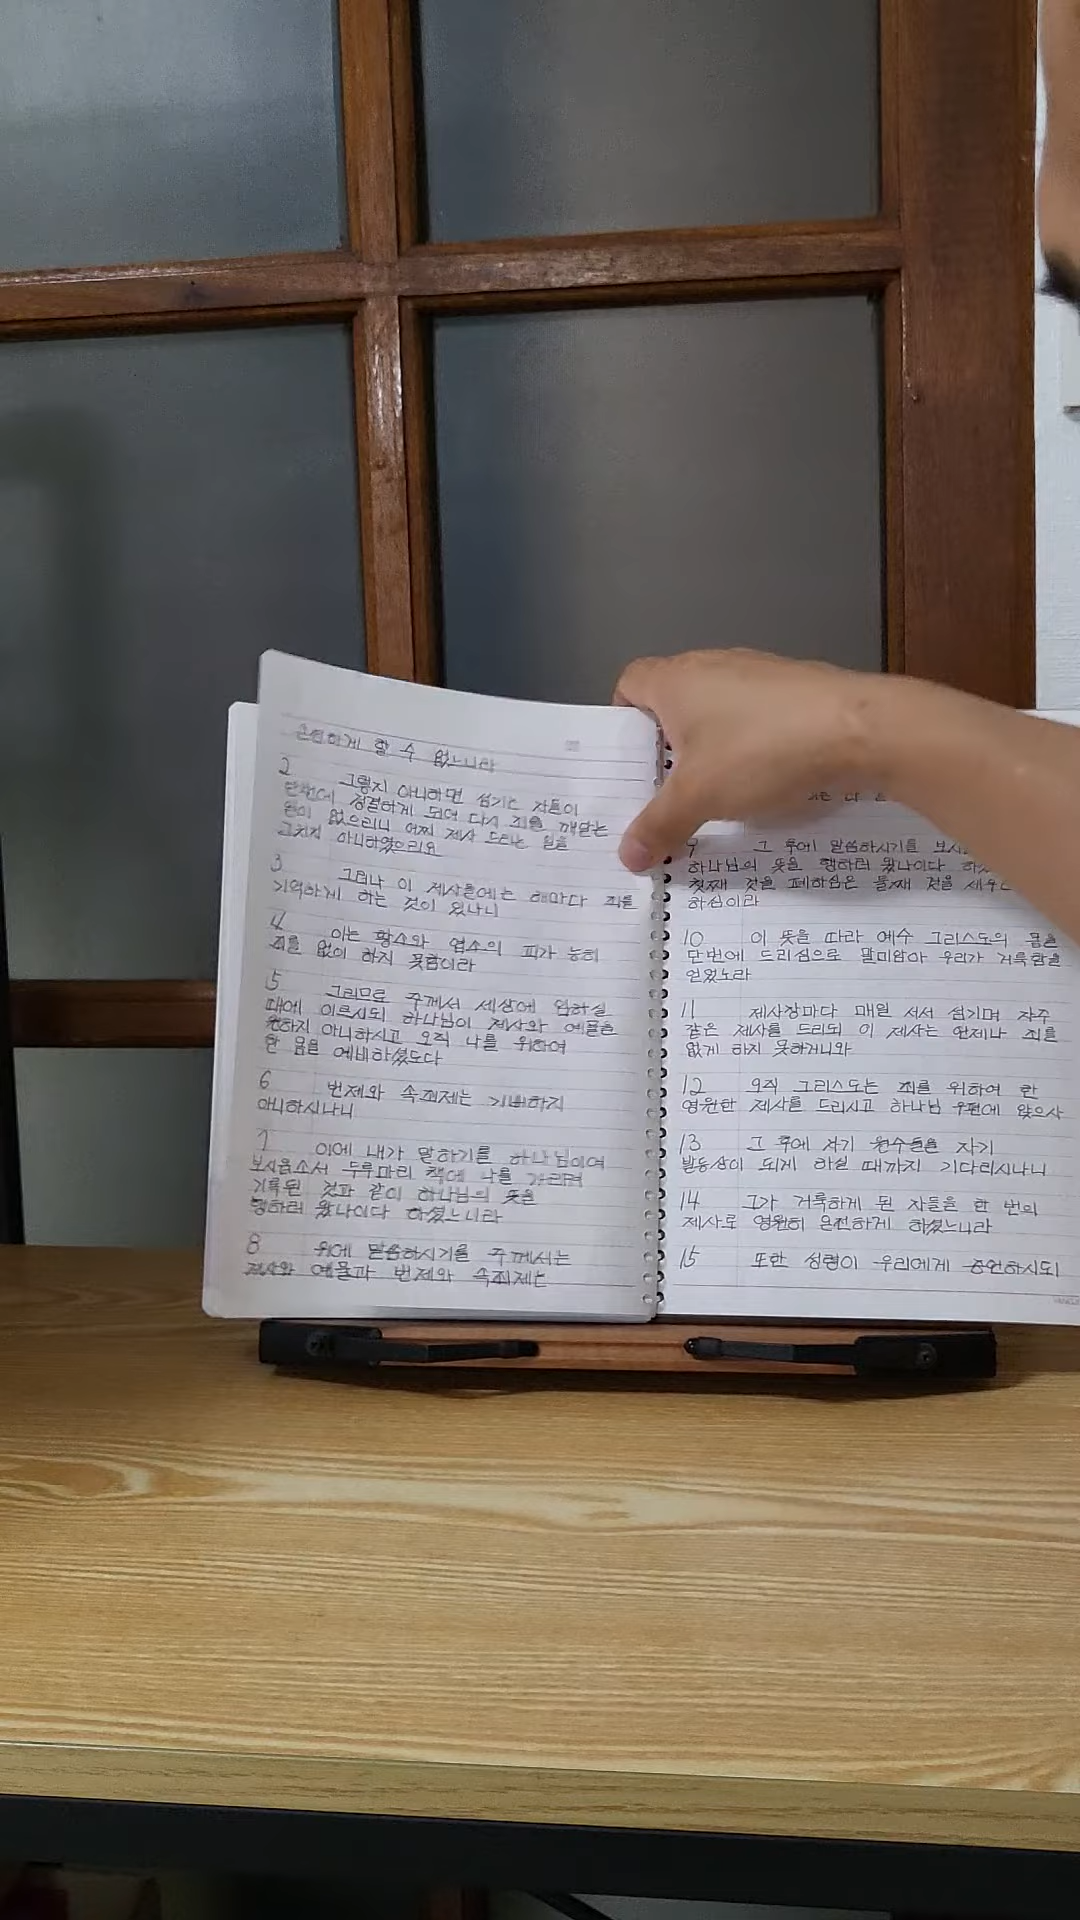 온전하게 할 수 없느니라
2 그렇지 아니하면 섬기는 자들이
단번에 정결하게 되어 다시 죄를 깨닫는
일이 없으리니 어찌 제사 드리는 일을
그치지 아니하였으리요
3 그러나 이 제사들에는 해마다 죄를
기억하게 하는 것이 있나니
4 이는 황소와 염소의 피가 능히
죄를 없이 하지 못함이라
5 그러므로 주께서 세상에 임하실
때에 이르시되 하나님이 제사와 예물을
원하지 아니하시고 오직 나를 위하여
한 몸을 예비하셨도다
6 번제와 속죄제는 기뻐하지
아니하시나니
7 이에 내가 말하기를 하나님이여
보시옵소서 두루마리 책에 나를 가리켜
기록된 것과 같이 하나님의 뜻을
행하러 왔나이다 하셨느니라
8 위에 말씀하시기를 주께서는
제사와 예물과 번제와 속죄제는
9 그 후에 말씀하시기를
하나님의 뜻을 행하러 왔나이다
첫째 것을 폐하심은 둘째 것을
하심이라
10 이 뜻을 따라 예수 그리스도의 몸을
단번에 드리심으로 말미암아 우리가 거룩함을
얻었노라
11 제사장마다 매일 서서 섬기며 자주
같은 제사를 드리되 이 제사는 언제나 죄를
없게 하지 못하거니와
12 오직 그리스도는 죄를 위하여 한
영원한 제사를 드리시고 하나님 우편에 앉으사
13 그 후에 자기 원수들을 자기
발등상이 되게 하실 때까지 기다리시나니
14 그가 거룩하게 된 자들을 한 번의
제사로 영원히 온전하게 하셨느니라
15 또한 성령이 우리에게 증언하시되